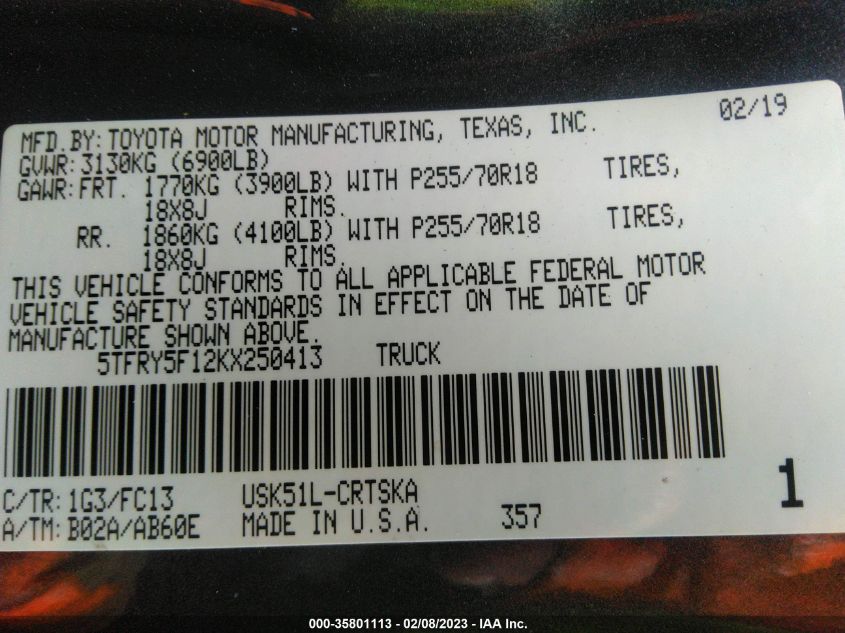 02/19
MFD.BY: TOYOTA MOTOR MANUFACTURING, TEXAS, INC.
GVWR: 3130KG (6900LB)
GAWR: FRT. 1770KG (3900LB) WITH P255/70R18 TIRES,
18X8J RIMS.
RR. 1860KG (4100LB) WITH P255/70R18 TIRES,
18X8J RIMS.
THIS VEHICLE CONFORMS TO ALL APPLICABLE FEDERAL MOTOR
VEHICLE SAFETY STANDARDS IN EFFECT ON THE DATE OF
MANUFACTURE SHOWN ABOVE.
5TFRY5F12KX250413 TRUCK
C/TR: 1G3/FC13 USK51L-CRTSKA
A/TM: B02A/AB60E MADE IN U.S.A. 357
1
000-35801113 - 02/08/2023 - IAA Inc.